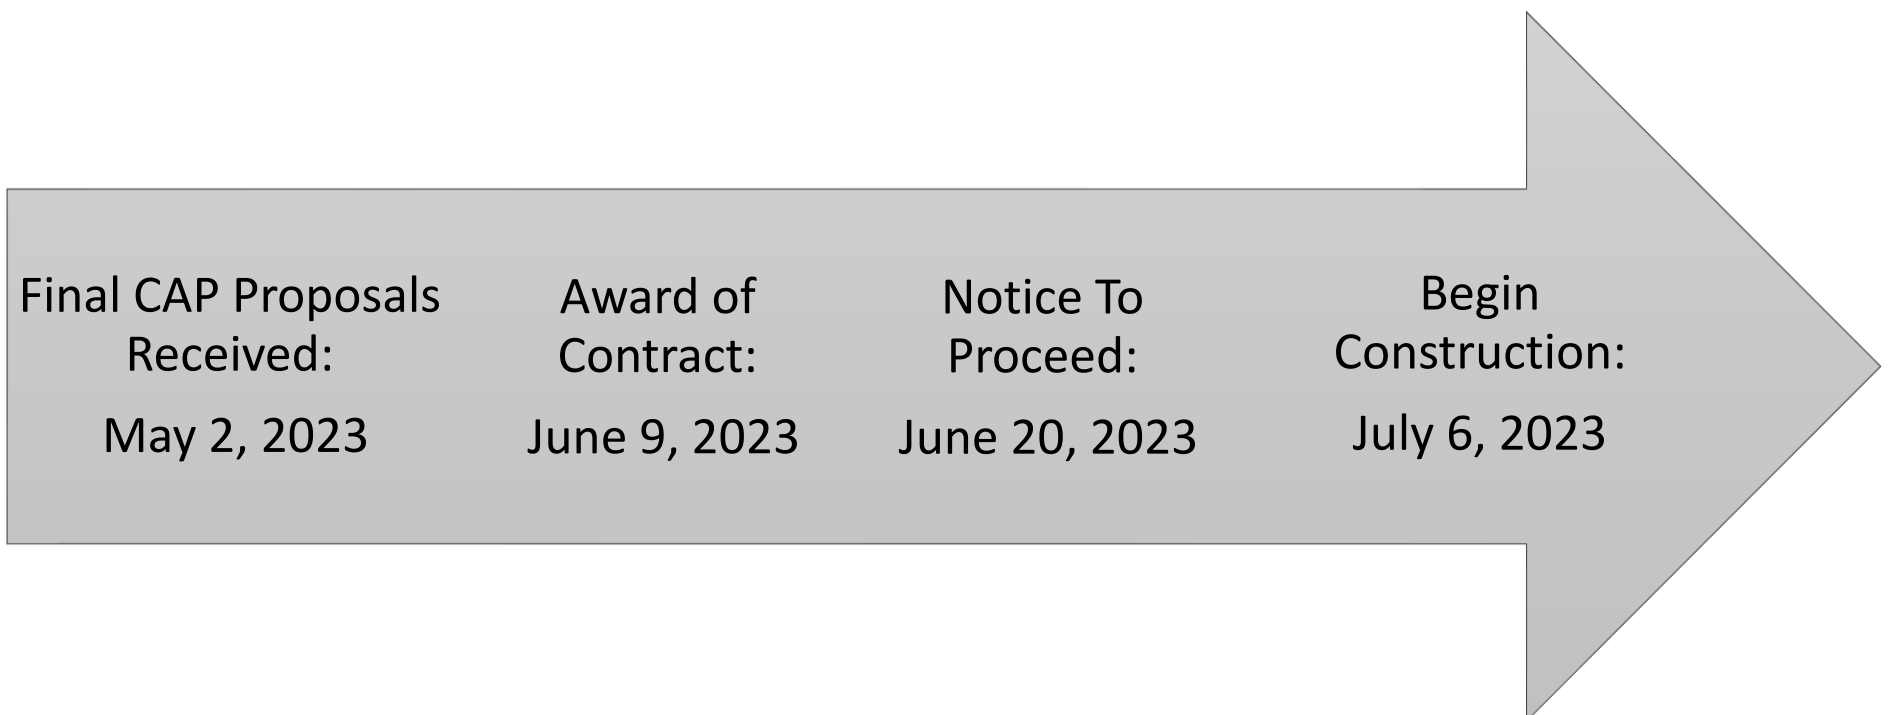 Final CAP Proposals
Received:
May 2, 2023
Award of
Contract:
June 9, 2023
Notice To
Proceed:
June 20, 2023
Begin
Construction:
July 6, 2023